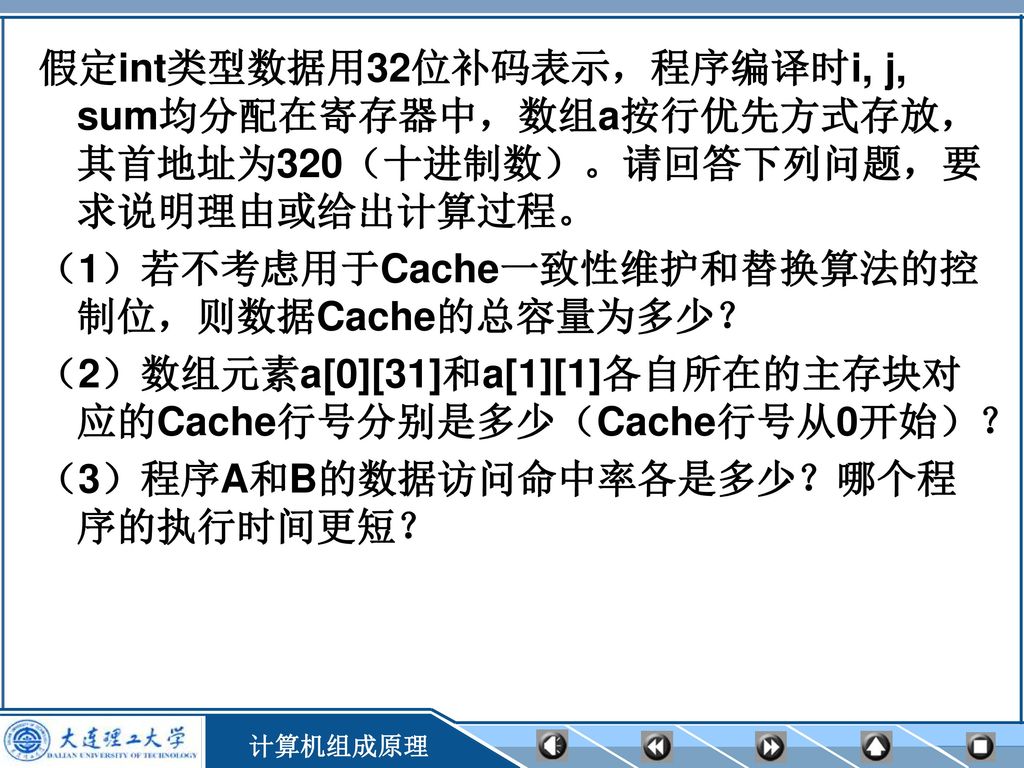 假定int类型数据用32位补码表示，程序编译时i, j,
sum均分配在寄存器中，数组a按行优先方式存放，
其首地址为320（十进制数）。请回答下列问题，要
求说明理由或给出计算过程。
（1）若不考虑用于Cache一致性维护和替换算法的控
制位，则数据Cache的总容量为多少？
（2）数组元素a[0][31]和a[1][1]各自所在的主存块对
应的Cache行号分别是多少（Cache行号从0开始）？
（3）程序A和B的数据访问命中率各是多少？哪个程
序的执行时间更短？
大连理工大学
DALIAN UNIVERSITY OF TECHNOLOGY
计算机组成原理